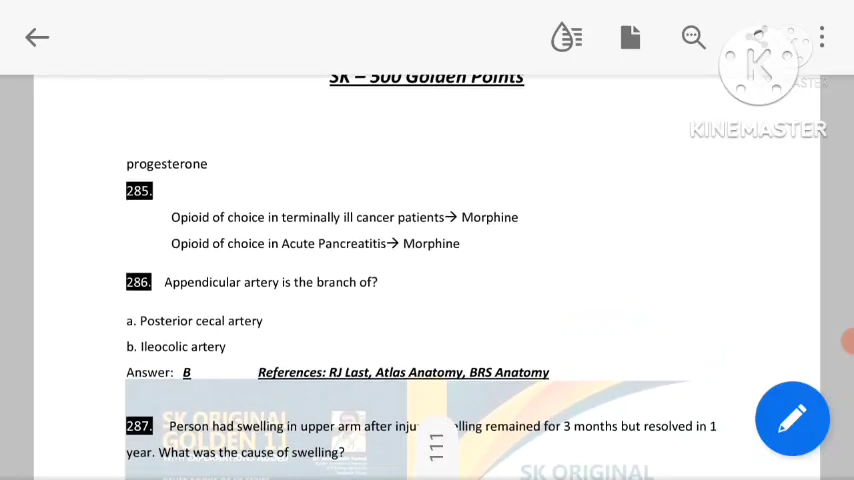 SK – 500 Golden Points
KINEMASTER
progesterone
285.
Opioid of choice in terminally ill cancer patients→ Morphine
Opioid of choice in Acute Pancreatitis→ Morphine
286. Appendicular artery is the branch of?
a. Posterior cecal artery
b. Ileocolic artery
Answer: B References: RJ Last, Atlas Anatomy, BRS Anatomy
SK ORIGINAL
GOLDEN 11
287. Person had swelling in upper arm after inju elling remained for 3 months but resolved in 1
111
year. What was the cause of swelling?
SK ORIGINAL